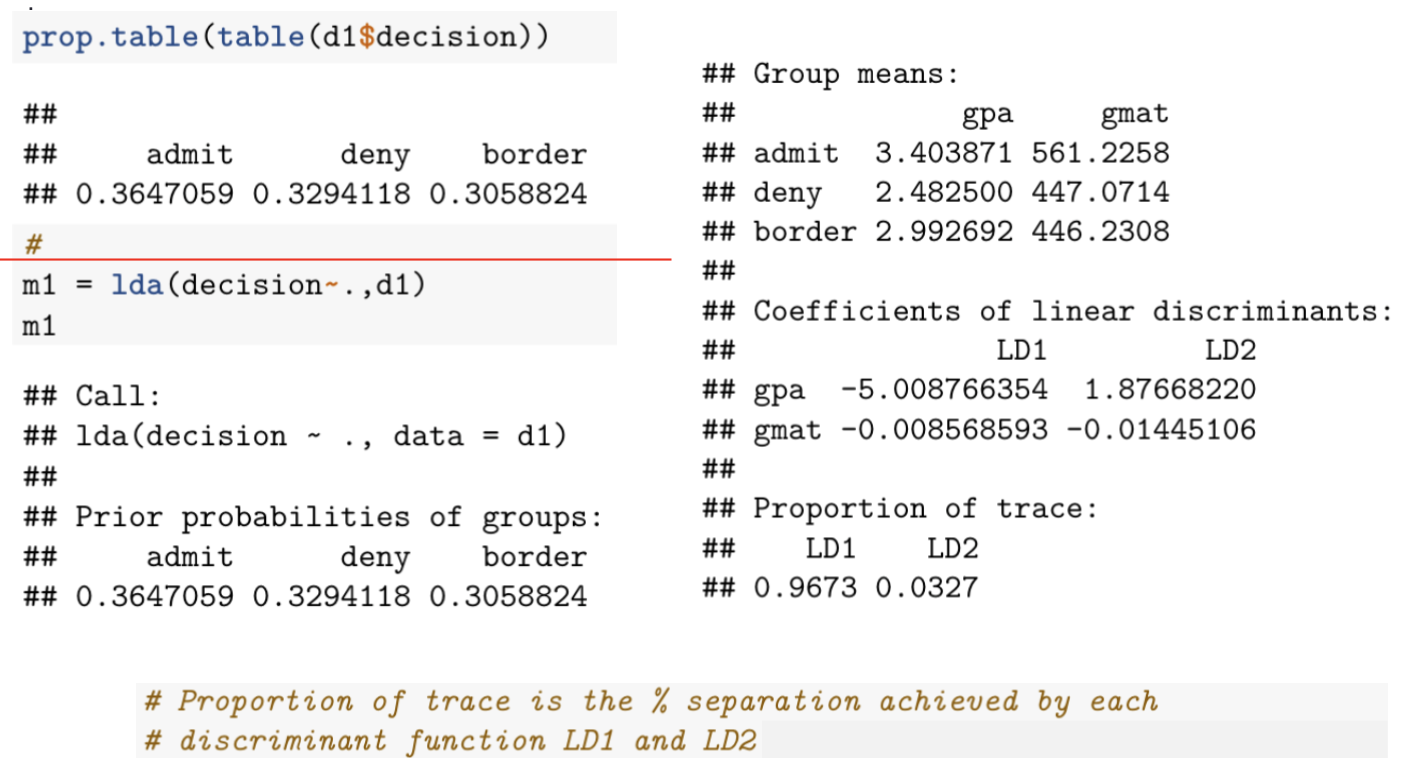 prop.table(table(d1$decision))
##
##     admit      deny    border
## 0.3647059 0.3294118 0.3058824
#
m1 = lda(decision~.,d1)
m1
## Call:
## lda(decision ~ ., data = d1)
##
## Prior probabilities of groups:
##     admit      deny    border
## 0.3647059 0.3294118 0.3058824
## Group means:
##             gpa     gmat
## admit  3.403871 561.2258
## deny   2.482500 447.0714
## border 2.992692 446.2308
##
## Coefficients of linear discriminants:
##               LD1         LD2
## gpa  -5.008766354  1.87668220
## gmat -0.008568593 -0.01445106
##
## Proportion of trace:
##    LD1    LD2
## 0.9673 0.0327
# Proportion of trace is the % separation achieved by each
# discriminant function LD1 and LD2